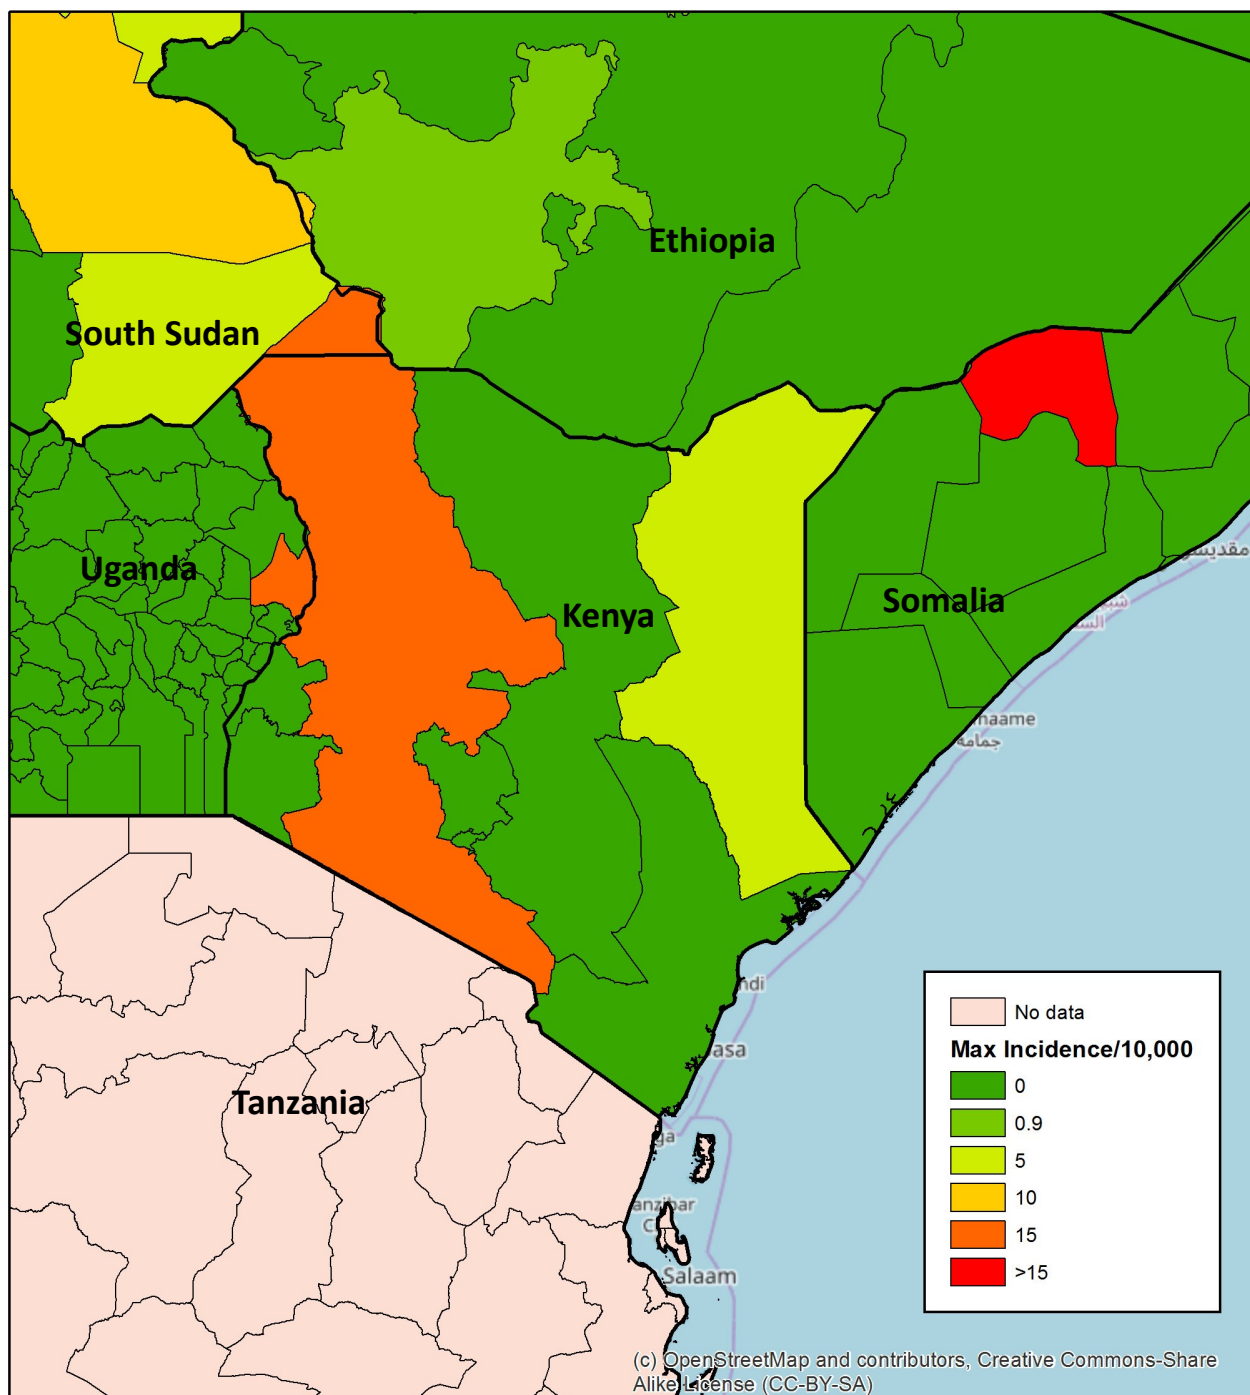 Ethiopia
South Sudan
Uganda
Kenya
Somalia
جمامة
Tanzania
Salaam
No data
Max Incidence/10,000
0
0.9
5
10
15
>15
(c) OpenStreetMap and contributors, Creative Commons-Share
Alike License (CC-BY-SA)